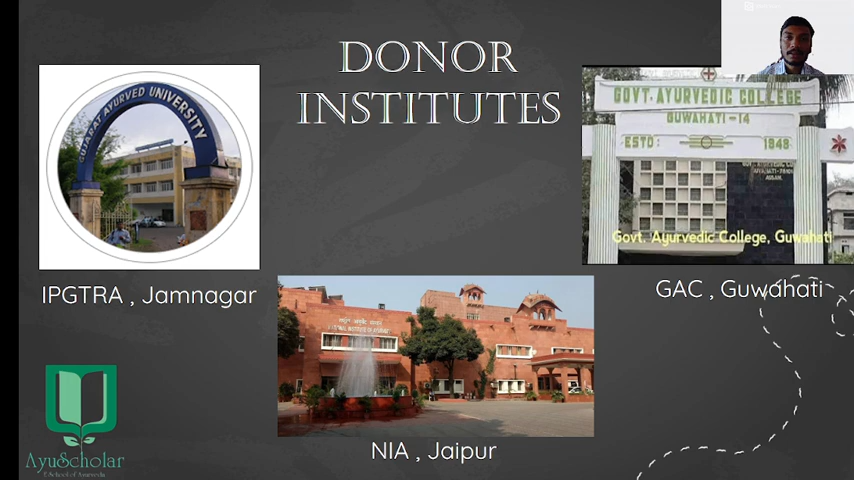 DONOR
INSTITUTES
GUJARAT AYURVED UNIVERSITY
IPGTRA , Jamnagar
GOVT. AYURVEDIC COLLEGE
GUWAHATI-14
ESTD: 1948
Govt. Ayurvedic College, Guwahati
GAC , Guwahati
NIA , Jaipur
AyuScholar